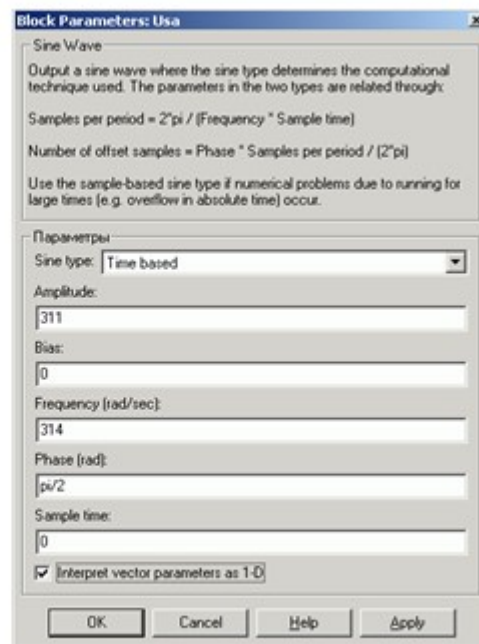 Block Parameters: Usa
Sine Wave
Output a sine wave where the sine type determines the computational
technique used. The parameters in the two types are related through:
Samples per period = 2*pi / (Frequency * Sample time)
Number of offset samples = Phase * Samples per period / (2*pi)
Use the sample-based sine type if numerical problems due to running for
large times (e.g. overflow in absolute time) occur.
Параметры
Sine type: Time based
Amplitude:
311
Bias:
0
Frequency (rad/sec):
314
Phase (rad):
pi/2
Sample time:
0
Interpret vector parameters as 1-D
OK Cancel Help Apply